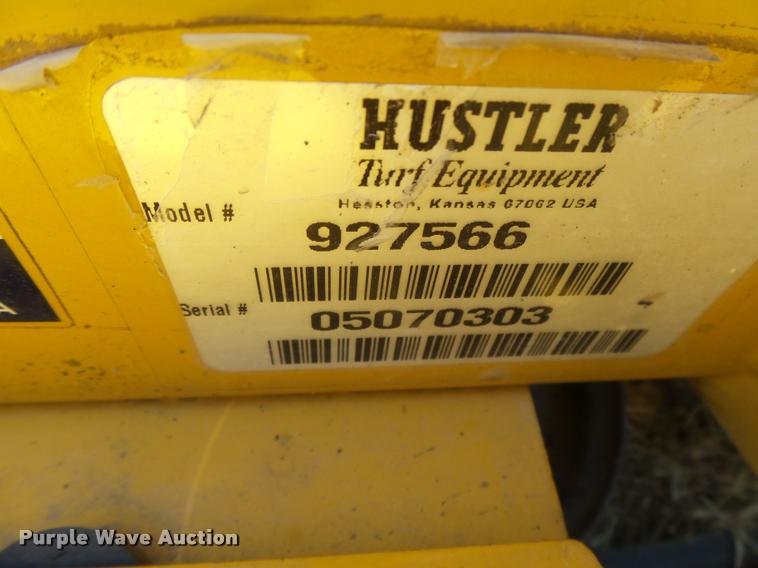 HUSTLER
Turf Equipment
Hesston, Kansas 67062 USA
Model #
927566
Serial #
05070303
A
Purple Wave Auction